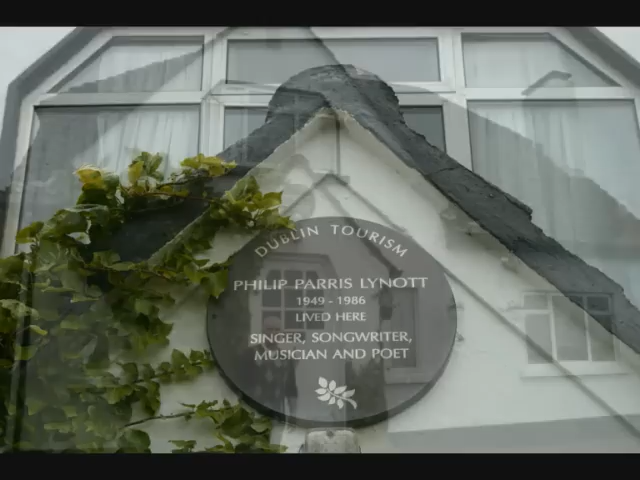 DUBLIN TOURISM
PHILIP PARRIS LYNOTT
1949 - 1986
LIVED HERE
SINGER, SONGWRITER,
MUSICIAN AND POET